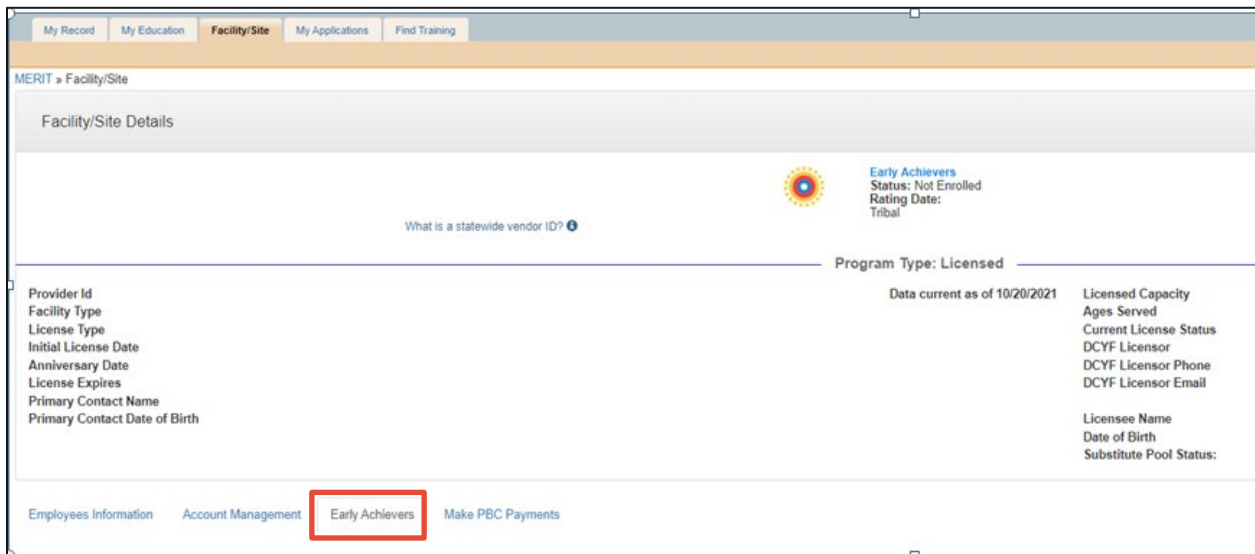 My Record My Education Facility/Site My Applications Find Training
MERIT » Facility/Site
Facility/Site Details
Early Achievers
Status: Not Enrolled
Rating Date:
Tribal
What is a statewide vendor ID?
Program Type: Licensed
Provider Id
Facility Type
License Type
Initial License Date
Anniversary Date
License Expires
Primary Contact Name
Primary Contact Date of Birth
Data current as of 10/20/2021
Licensed Capacity
Ages Served
Current License Status
DCYF Licensor
DCYF Licensor Phone
DCYF Licensor Email
Licensee Name
Date of Birth
Substitute Pool Status:
Employees Information Account Management Early Achievers Make PBC Payments